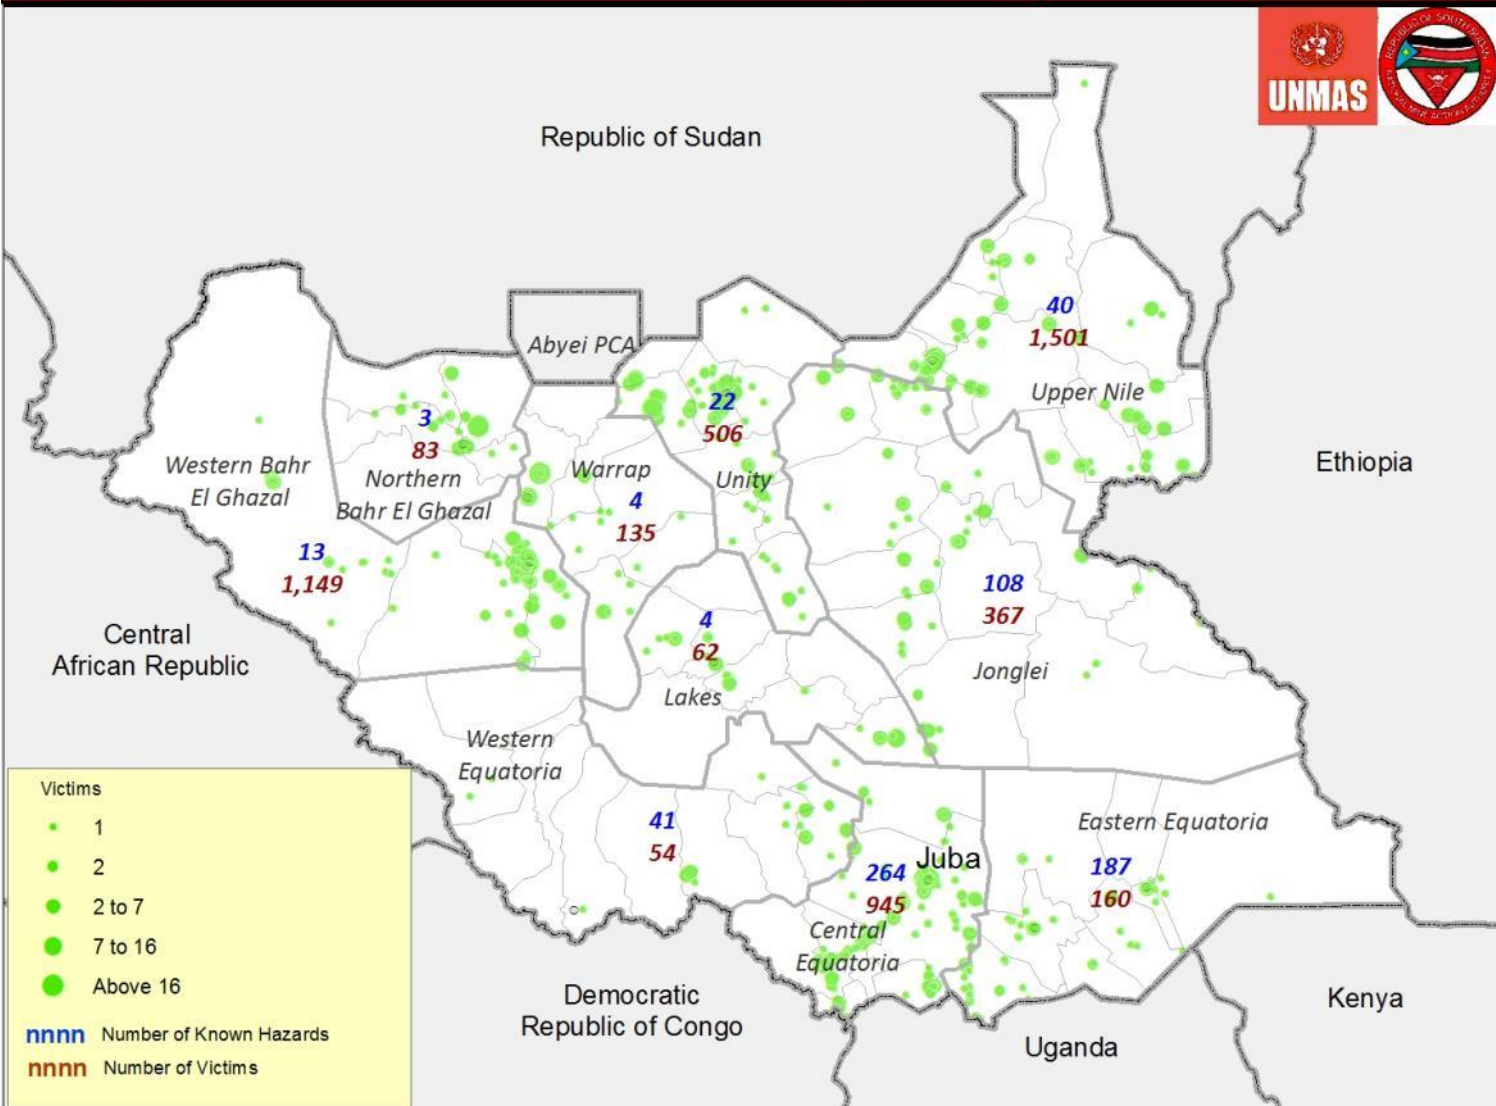 UNMAS
REPUBLIC OF SOUTH SUDAN
Republic of Sudan
Abyei PCA
40
1,501
Upper Nile
3
83
Northern
Bahr El Ghazal
Western Bahr
El Ghazal
22
506
Unity
Warrap
4
135
Ethiopia
13
1,149
108
367
Jonglei
4
62
Lakes
Central
African Republic
Western
Equatoria
41
54
Juba
264
945
Central
Equatoria
Eastern Equatoria
187
160
Democratic
Republic of Congo
Uganda
Kenya
Victims
1
2
2 to 7
7 to 16
Above 16
nnnn Number of Known Hazards
nnnn Number of Victims